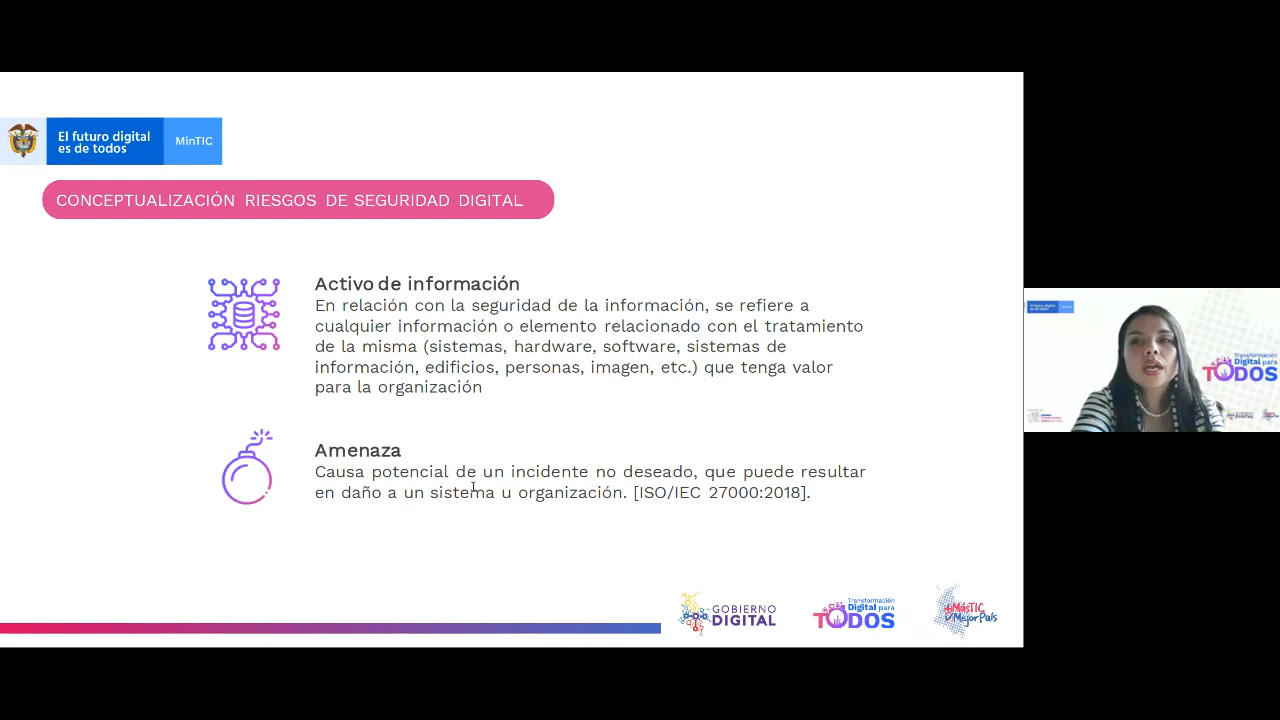 El futuro digital
es de todos
MinTIC
CONCEPTUALIZACIÓN RIESGOS DE SEGURIDAD DIGITAL
Activo de información
En relación con la seguridad de la información, se refiere a
cualquier información o elemento relacionado con el tratamiento
de la misma (sistemas, hardware, software, sistemas de
información, edificios, personas, imagen, etc.) que tenga valor
para la organización
Amenaza
Causa potencial de un incidente no deseado, que puede resultar
en daño a un sistema u organización. [ISO/IEC 27000:2018].
GOBIERNO
DIGITAL
Transformación
Digital para
TODOS
+MásTIC
MejorPaís
Transformación
Digital para
TODOS